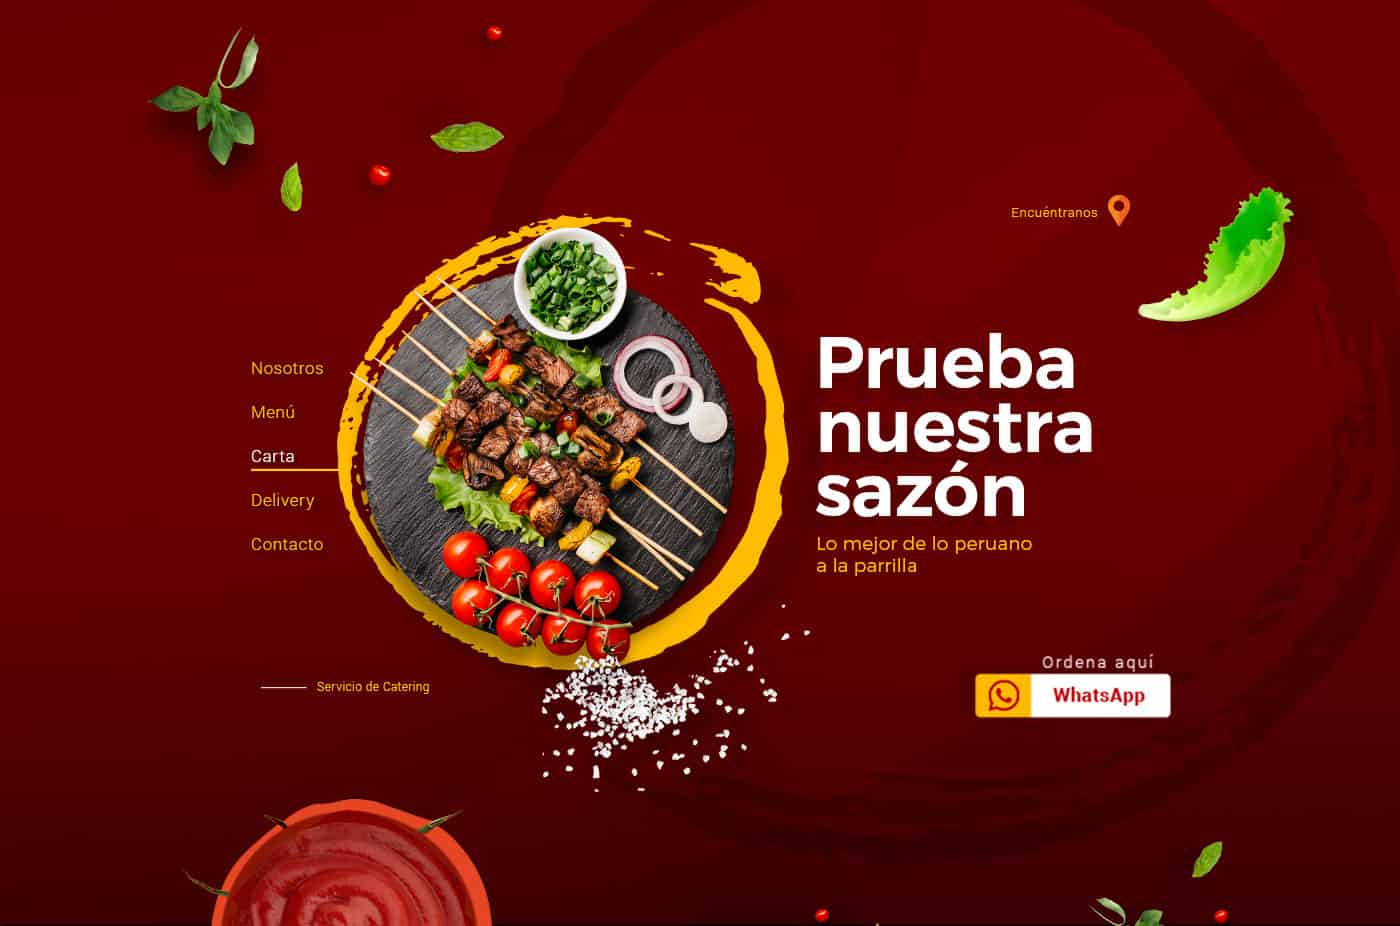 Encuéntranos
Nosotros
Menú
Carta
Delivery
Contacto
Prueba
nuestra
sazón
Lo mejor de lo peruano
a la parrilla
Servicio de Catering
Ordena aquí
WhatsApp